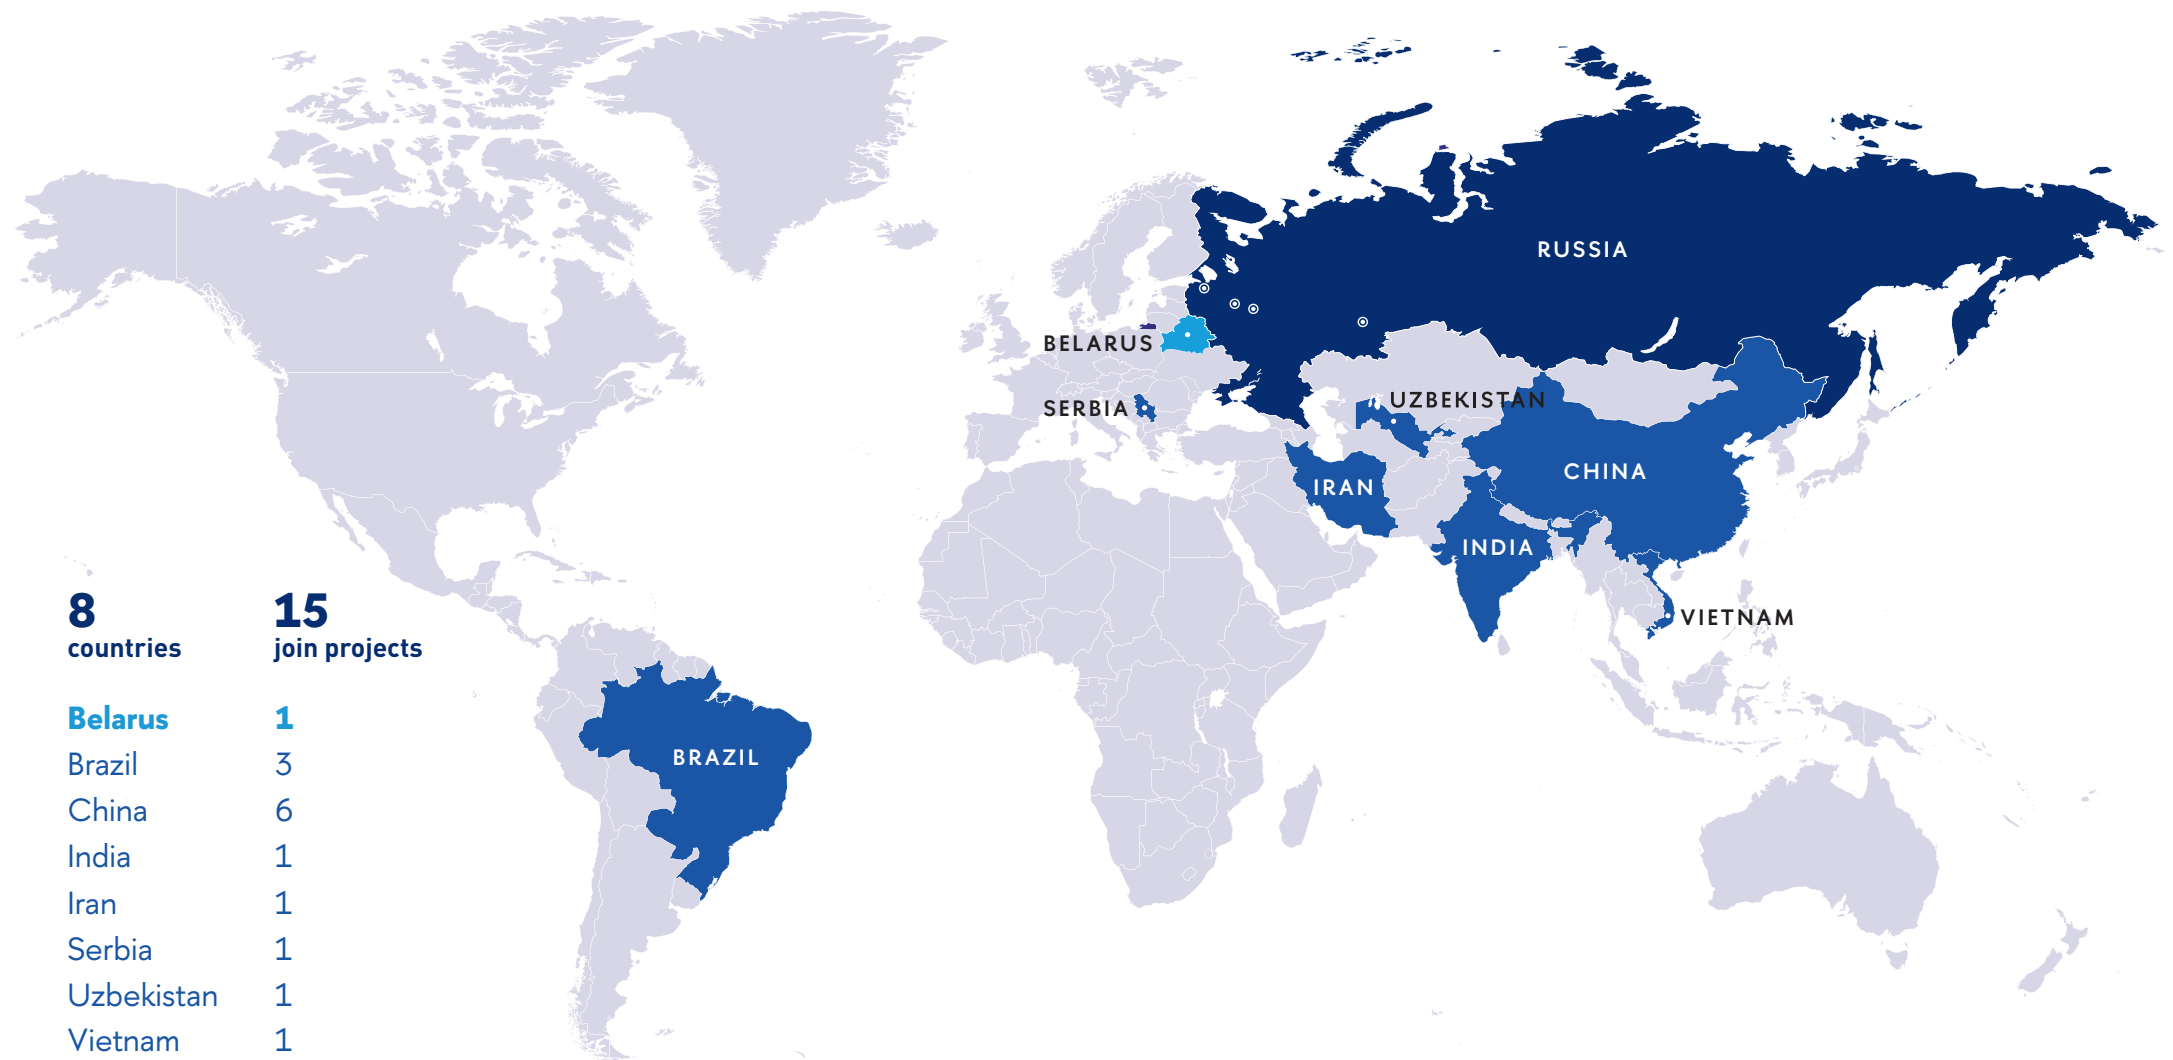 RUSSIA
BELARUS
SERBIA
UZBEKISTAN
CHINA
IRAN
INDIA
VIETNAM
BRAZIL
8 15
countries join projects
Belarus 1
Brazil 3
China 6
India 1
Iran 1
Serbia 1
Uzbekistan 1
Vietnam 1